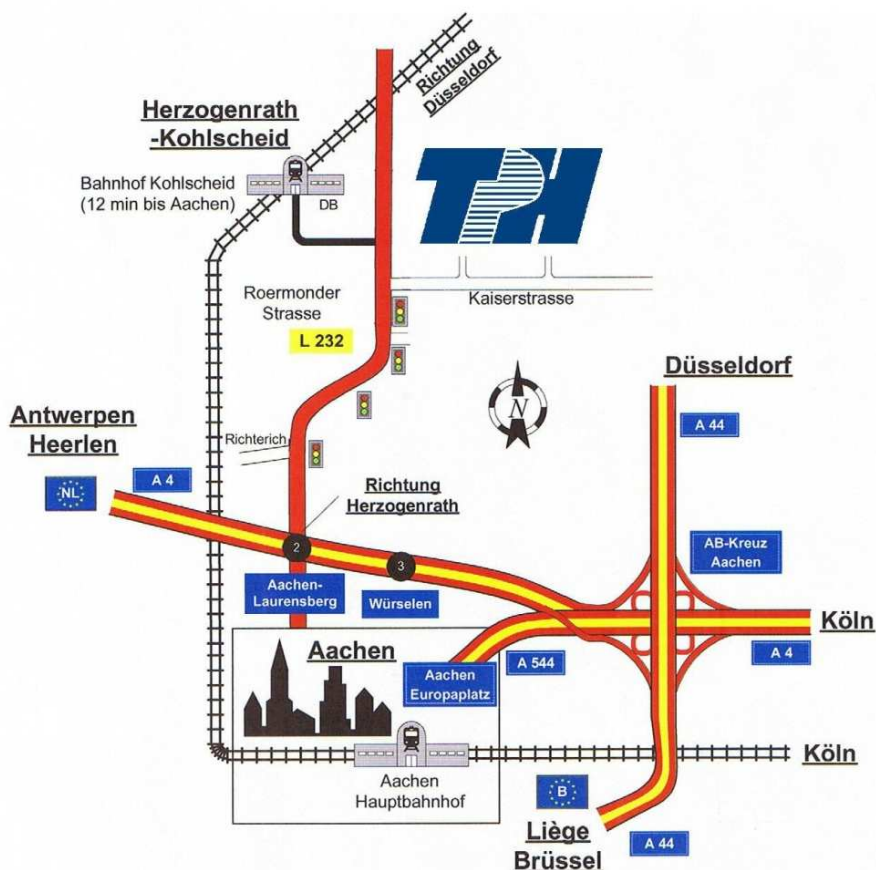 Richtung
Düsseldorf
Herzogenrath
-Kohlscheid
Bahnhof Kohlscheid
(12 min bis Aachen)
DB
TPH
Roermonder
Strasse
Kaiserstrasse
L 232
Düsseldorf
N
Antwerpen
Heerlen
A 44
Richterich
NL
A 4
Richtung
Herzogenrath
AB-Kreuz
Aachen
2
3
Aachen-
Laurensberg
Würselen
Köln
Aachen
A 544
A 4
Aachen
Europaplatz
Köln
Aachen
Hauptbahnhof
B
Liège
Brüssel
A 44